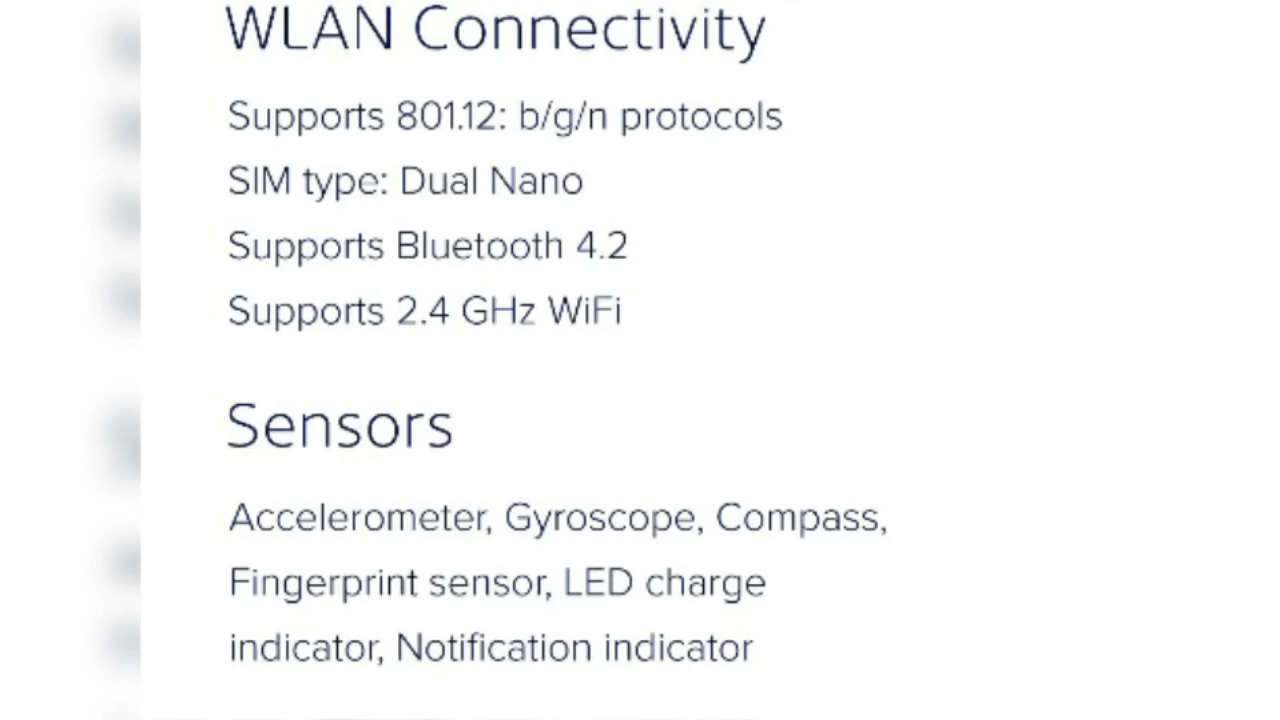 WLAN Connectivity
Supports 801.12: b/g/n protocols
SIM type: Dual Nano
Supports Bluetooth 4.2
Supports 2.4 GHz WiFi
Sensors
Accelerometer, Gyroscope, Compass,
Fingerprint sensor, LED charge
indicator, Notification indicator